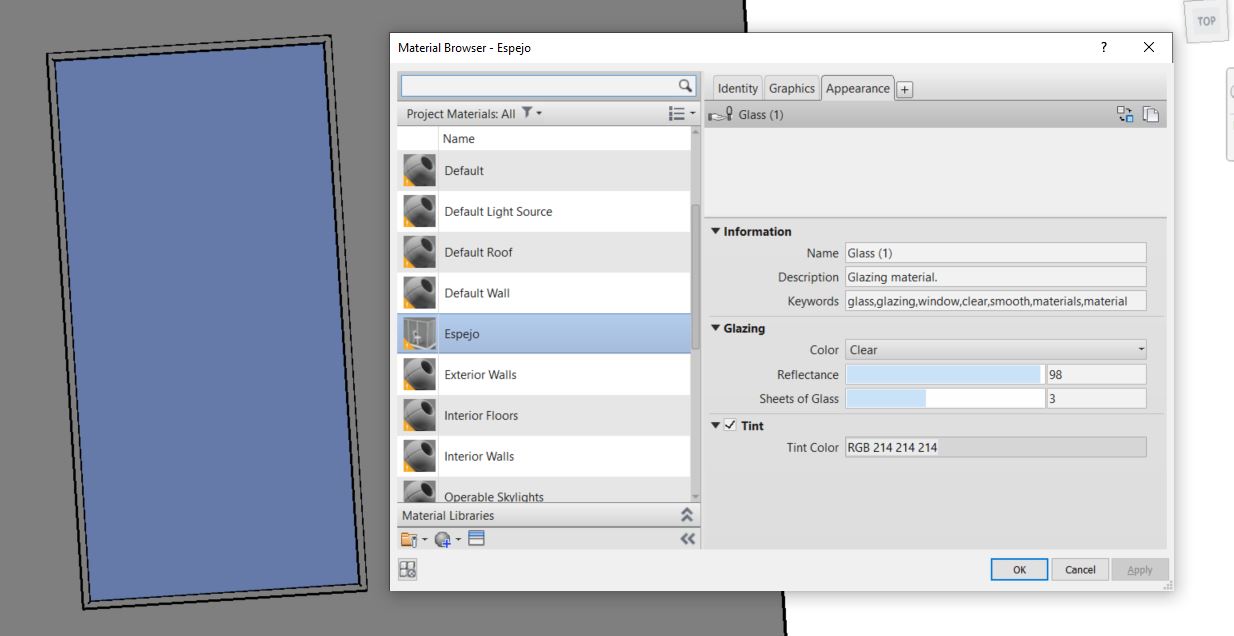 TOP
Material Browser - Espejo
?
Identity
Graphics
Appearance
+
Project Materials: All
Glass (1)
Name
Default
Default Light Source
Default Roof
Default Wall
Espejo
Exterior Walls
Interior Floors
Interior Walls
Operable Skylights
Material Libraries
Information
Name Glass (1)
Description Glazing material.
Keywords glass,glazing,window,clear,smooth,materials,material
Glazing
Color Clear
Reflectance 98
Sheets of Glass 3
Tint
Tint Color RGB 214 214 214
OK
Cancel
Apply